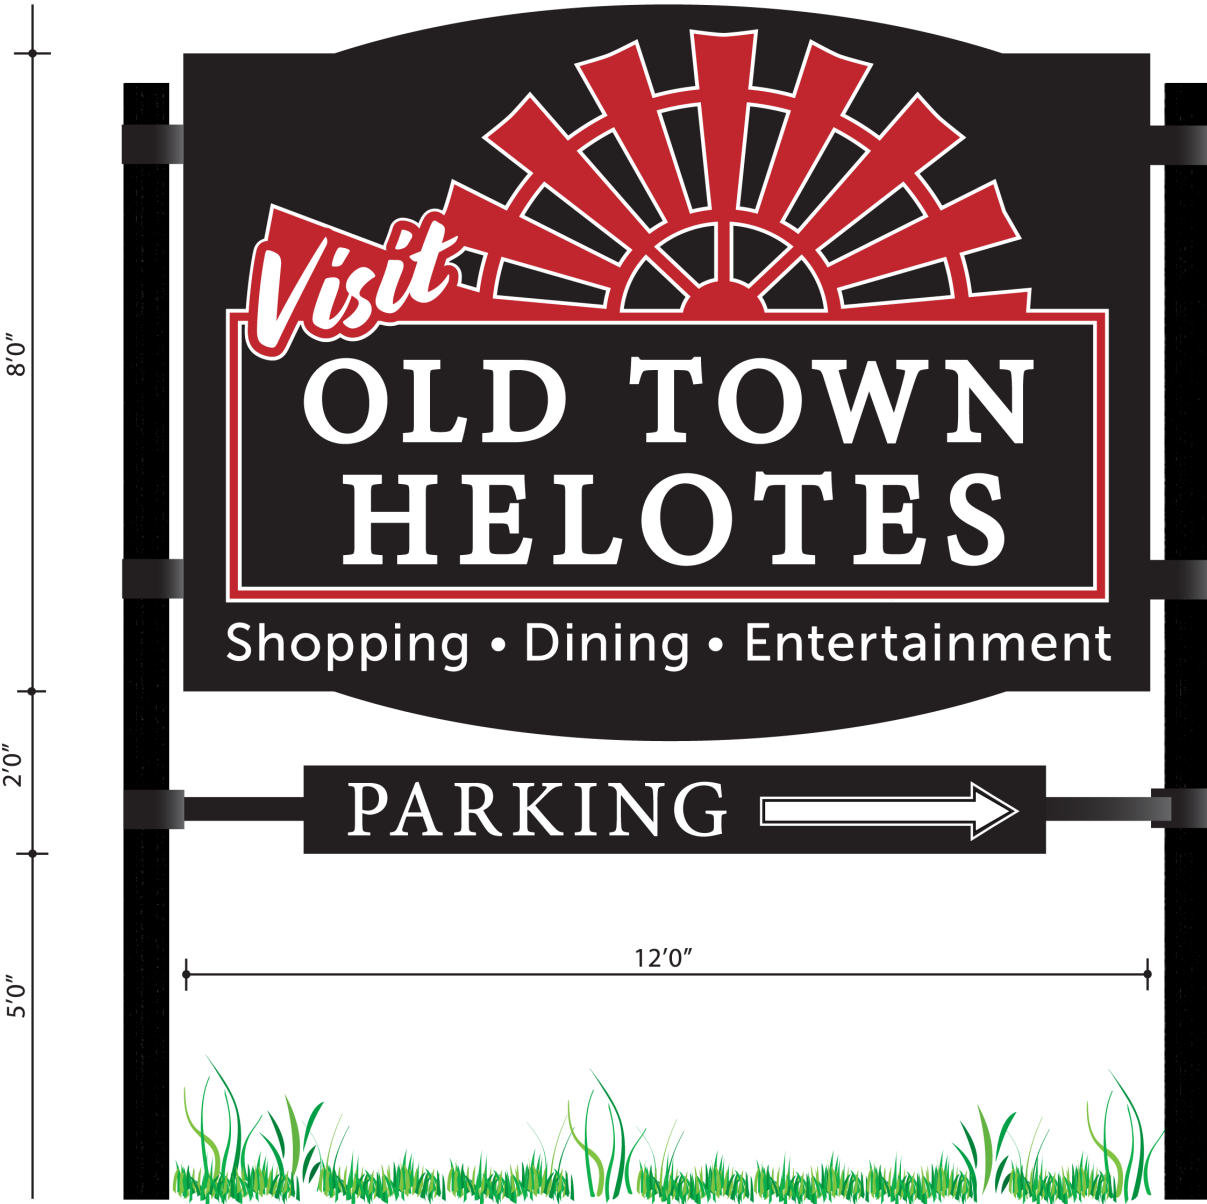 Visit
OLD TOWN
HELOTES
Shopping • Dining • Entertainment
PARKING
8'0"
2'0"
5'0"
12'0"